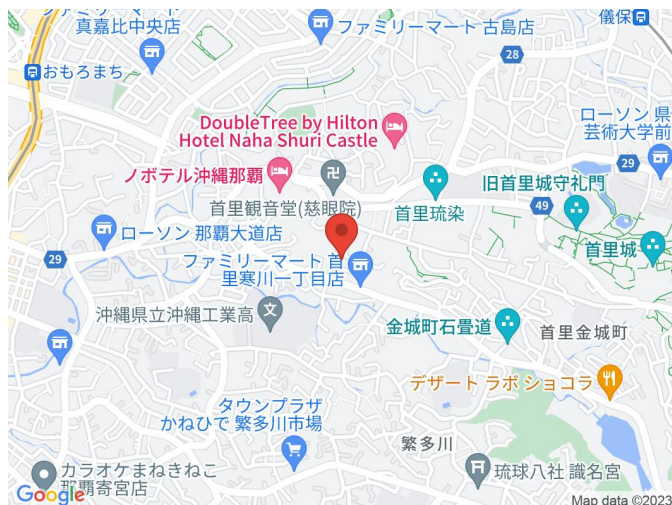 ファミリーマート
真嘉比中央店
ファミリーマート 古島店
儀保
おもろまち
28
DoubleTree by Hilton
Hotel Naha Shuri Castle
ローソン 県
芸術大学前
29
ノボテル沖縄那覇
旧首里城守礼門
首里観音堂(慈眼院)
首里琉染
49
ローソン 那覇大道店
首里城
29
ファミリーマート 首
里寒川一丁目店
沖縄県立沖縄工業高
文
金城町石畳道
首里金城町
デザート ラボ ショコラ
タウンプラザ
かねひで 繁多川市場
繁多川
カラオケまねきねこ
那覇寄宮店
琉球八社 識名宮
Google
Map data ©2023